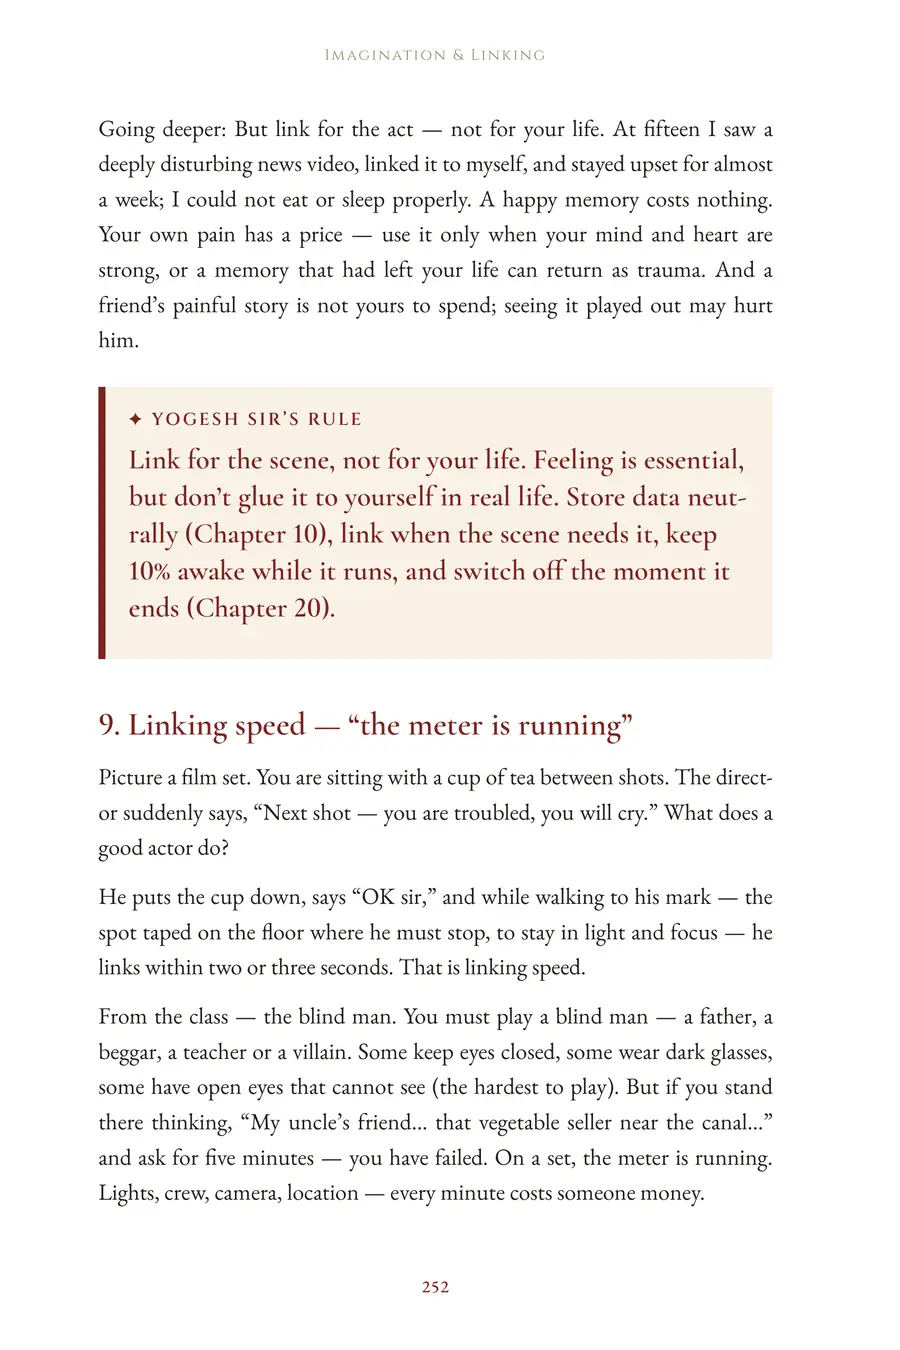 Imagination & Linking
Going deeper: But link for the act — not for your life. At fifteen I saw a
deeply disturbing news video, linked it to myself, and stayed upset for almost
a week; I could not eat or sleep properly. A happy memory costs nothing.
Your own pain has a price — use it only when your mind and heart are
strong, or a memory that had left your life can return as trauma. And a
friend’s painful story is not yours to spend; seeing it played out may hurt
him.
✦ YOGESH SIR’S RULE
Link for the scene, not for your life. Feeling is essential,
but don’t glue it to yourself in real life. Store data neut-
rally (Chapter 10), link when the scene needs it, keep
10% awake while it runs, and switch off the moment it
ends (Chapter 20).
9. Linking speed — “the meter is running”
Picture a film set. You are sitting with a cup of tea between shots. The direct-
or suddenly says, “Next shot — you are troubled, you will cry.” What does a
good actor do?
He puts the cup down, says “OK sir,” and while walking to his mark — the
spot taped on the floor where he must stop, to stay in light and focus — he
links within two or three seconds. That is linking speed.
From the class — the blind man. You must play a blind man — a father, a
beggar, a teacher or a villain. Some keep eyes closed, some wear dark glasses,
some have open eyes that cannot see (the hardest to play). But if you stand
there thinking, “My uncle’s friend... that vegetable seller near the canal...”
and ask for five minutes — you have failed. On a set, the meter is running.
Lights, crew, camera, location — every minute costs someone money.
252